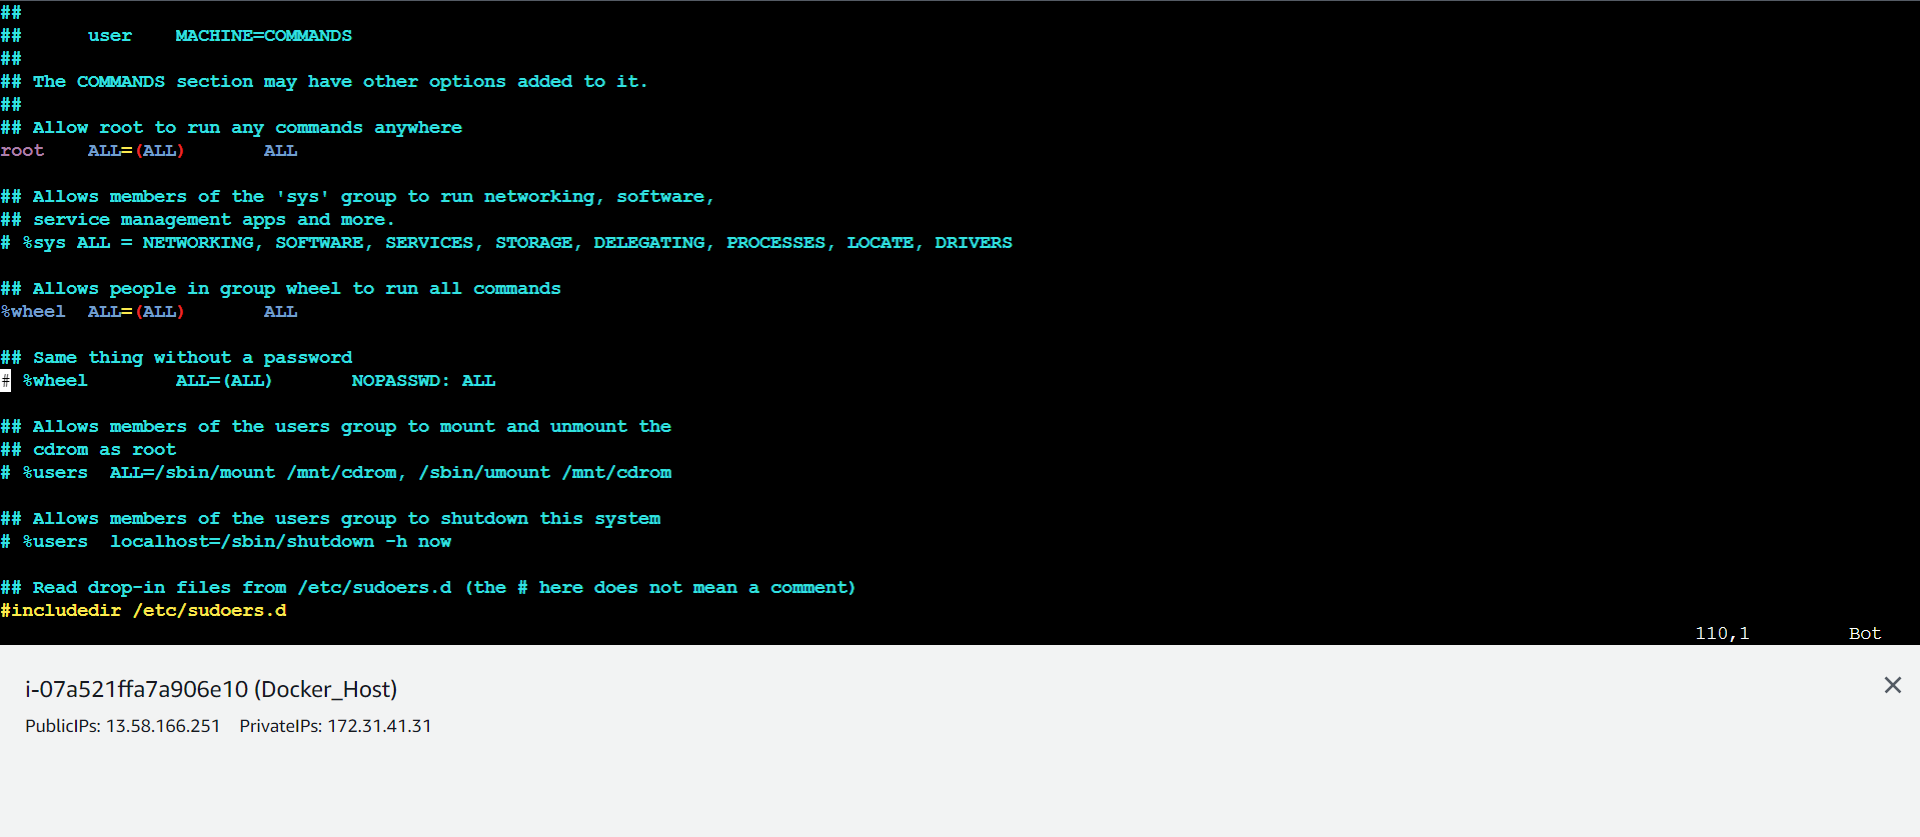 ##
##      user    MACHINE=COMMANDS
##
## The COMMANDS section may have other options added to it.
##
## Allow root to run any commands anywhere
root    ALL=(ALL)       ALL
## Allows members of the 'sys' group to run networking, software,
## service management apps and more.
# %sys ALL = NETWORKING, SOFTWARE, SERVICES, STORAGE, DELEGATING, PROCESSES, LOCATE, DRIVERS
## Allows people in group wheel to run all commands
%wheel  ALL=(ALL)       ALL
## Same thing without a password
# %wheel        ALL=(ALL)       NOPASSWD: ALL
## Allows members of the users group to mount and unmount the
## cdrom as root
# %users  ALL=/sbin/mount /mnt/cdrom, /sbin/umount /mnt/cdrom
## Allows members of the users group to shutdown this system
# %users  localhost=/sbin/shutdown -h now
## Read drop-in files from /etc/sudoers.d (the # here does not mean a comment)
#includedir /etc/sudoers.d
110,1         Bot
i-07a521ffa7a906e10 (Docker_Host)
PublicIPs: 13.58.166.251    PrivateIPs: 172.31.41.31